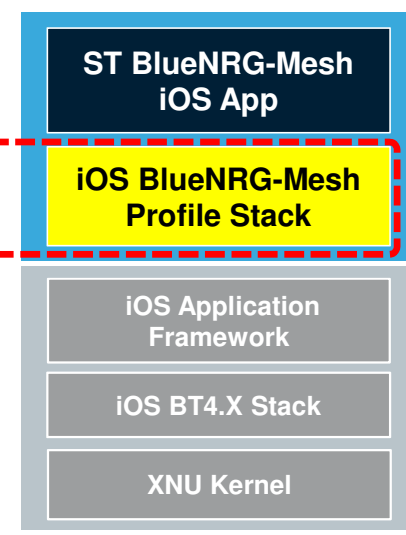 ST BlueNRG-Mesh
iOS App
iOS BlueNRG-Mesh
Profile Stack
iOS Application
Framework
iOS BT4.X Stack
XNU Kernel